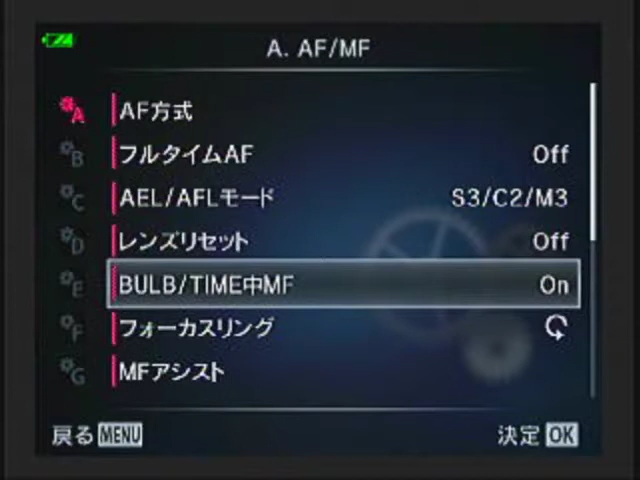 A. AF/MF
A
AF方式
B
フルタイムAF Off
C
AEL/AFLモード S3/C2/M3
D
レンズリセット Off
E
BULB/TIME中MF On
F
フォーカスリング
G
MFアシスト
戻る MENU 決定 OK